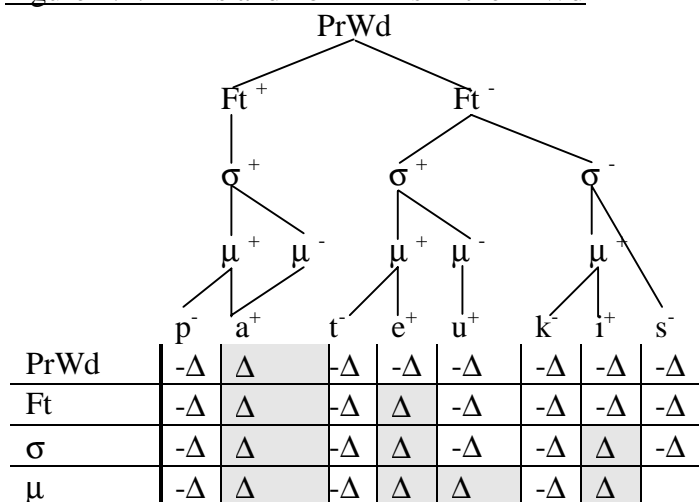 PrWd
Ft + Ft -
σ + σ + σ -
μ + μ - μ + μ - μ +
p - a + t - e + u + k - i + s -
PrWd -Δ Δ -Δ -Δ -Δ -Δ -Δ -Δ
Ft -Δ Δ -Δ Δ -Δ -Δ -Δ -Δ
σ -Δ Δ -Δ Δ -Δ -Δ Δ -Δ
μ -Δ Δ -Δ Δ Δ -Δ Δ